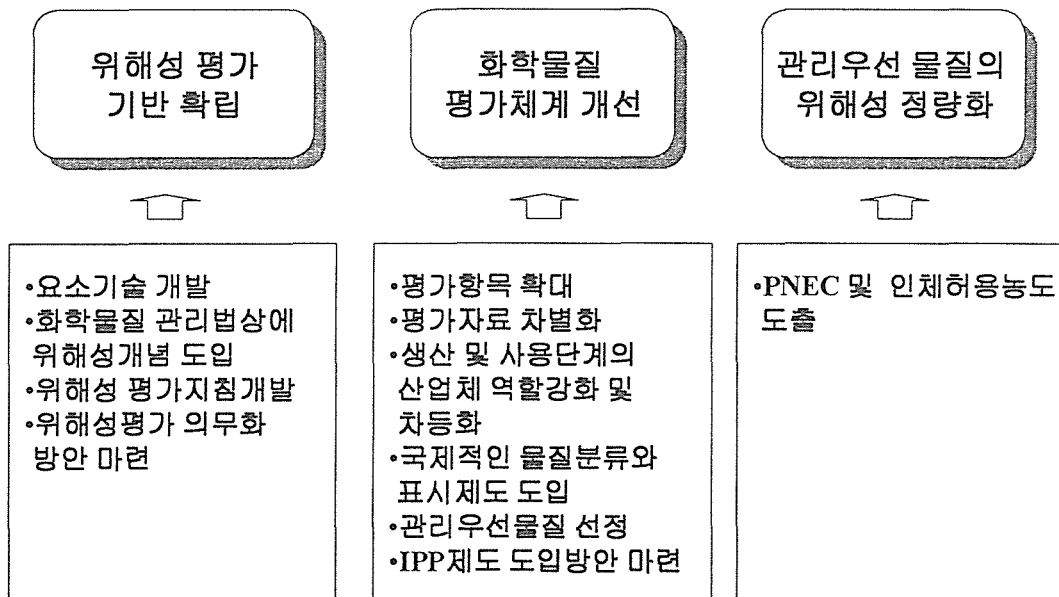 위해성 평가
기반 확립
화학물질
평가체계 개선
관리우선 물질의
위해성 정량화
•요소기술 개발
•화학물질 관리법상에
위해성개념 도입
•위해성 평가지침개발
•위해성평가 의무화
방안 마련
•평가항목 확대
•평가자료 차별화
•생산 및 사용단계의
산업체 역할강화 및
차등화
•국제적인 물질분류와
표시제도 도입
•관리우선물질 선정
•IPP제도 도입방안 마련
•PNEC 및 인체허용농도
도출